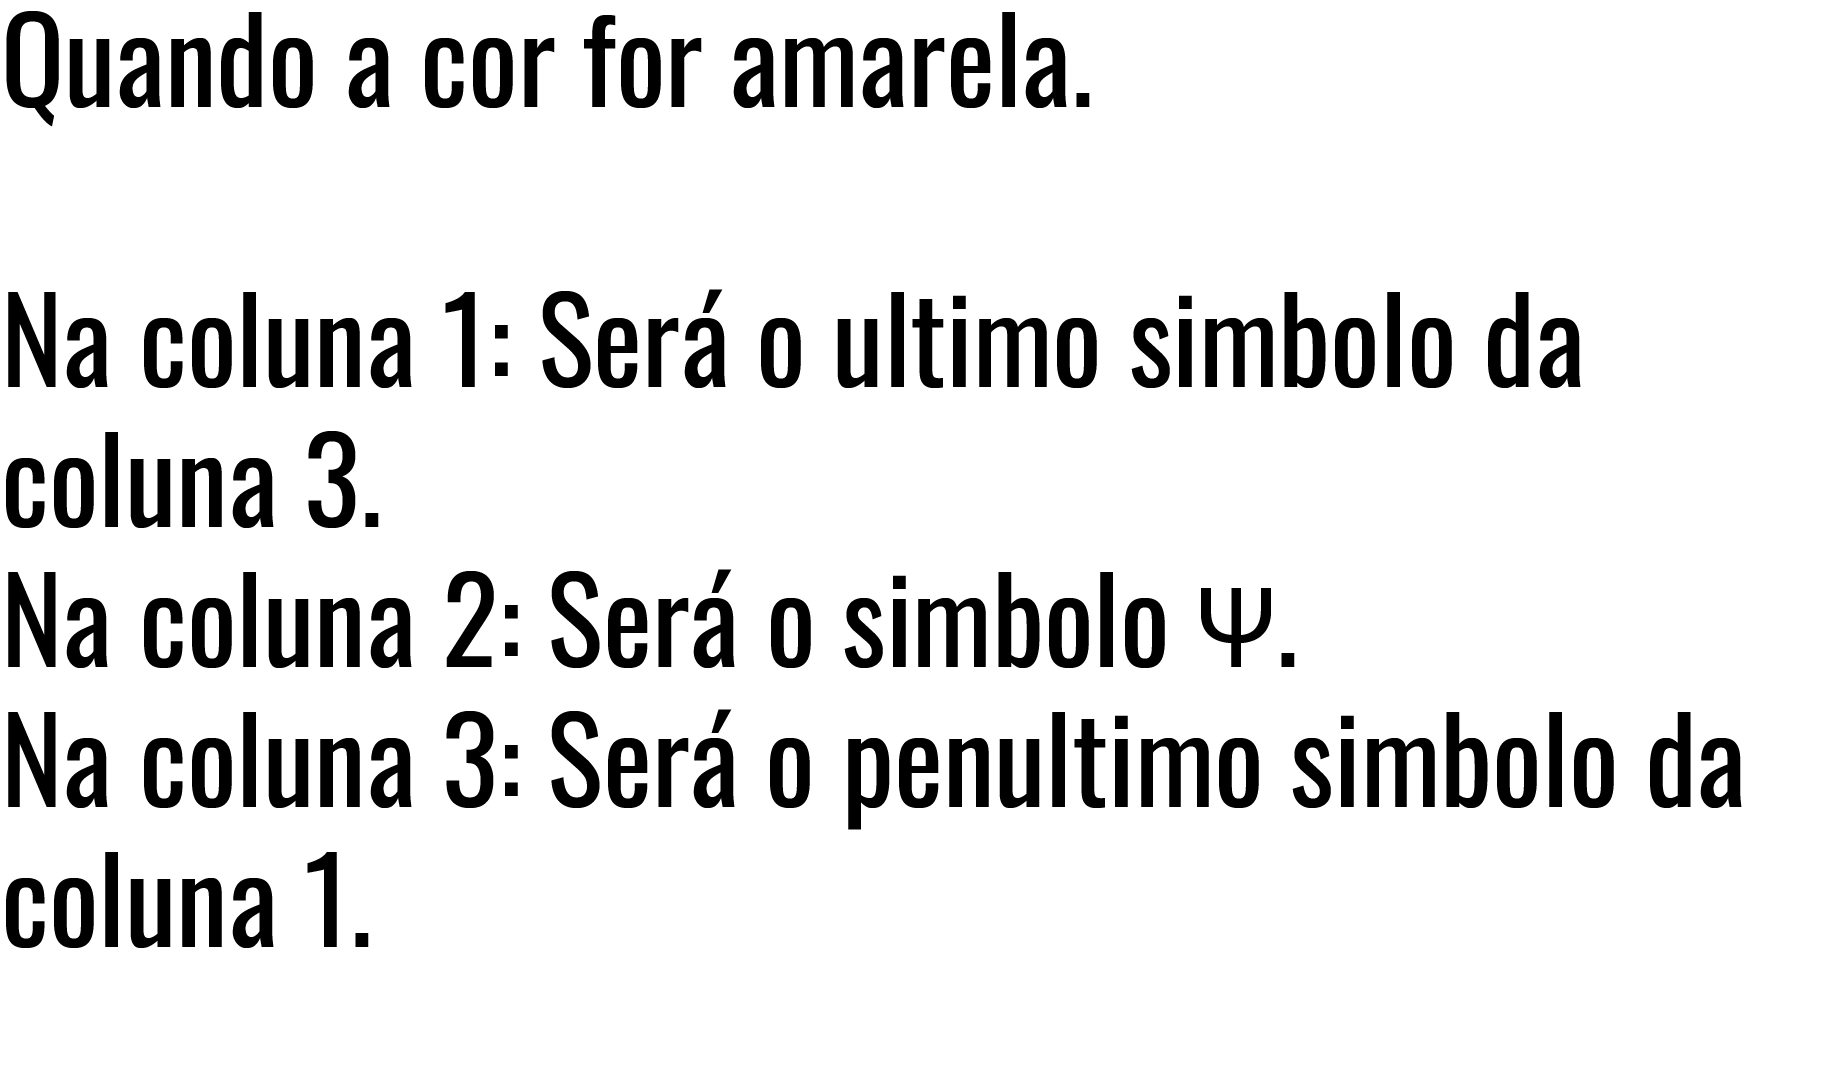 Quando a cor for amarela.
Na coluna 1: Será o ultimo simbolo da
coluna 3.
Na coluna 2: Será o simbolo Ψ.
Na coluna 3: Será o penultimo simbolo da
coluna 1.